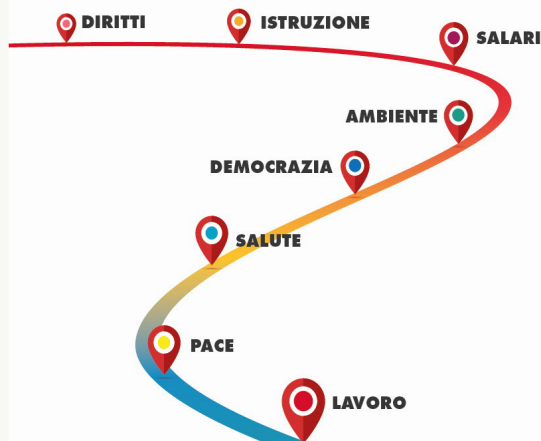 DIRITTI
ISTRUZIONE
SALARI
AMBIENTE
DEMOCRAZIA
SALUTE
PACE
LAVORO